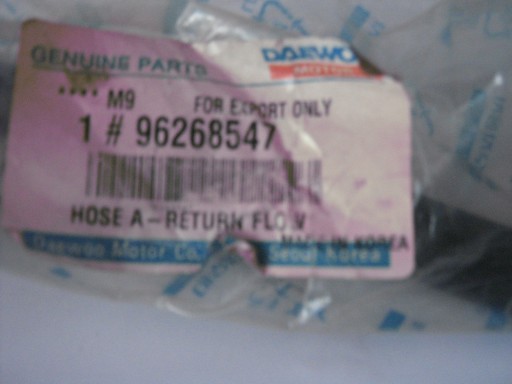 GENUINE PARTS
DAEWOO
MOTOR
**** M9 FOR EXPORT ONLY
1 # 96268547
HOSE A-RETURN FLOW
MADE IN KOREA
Daewoo Motor Co. Seoul Korea